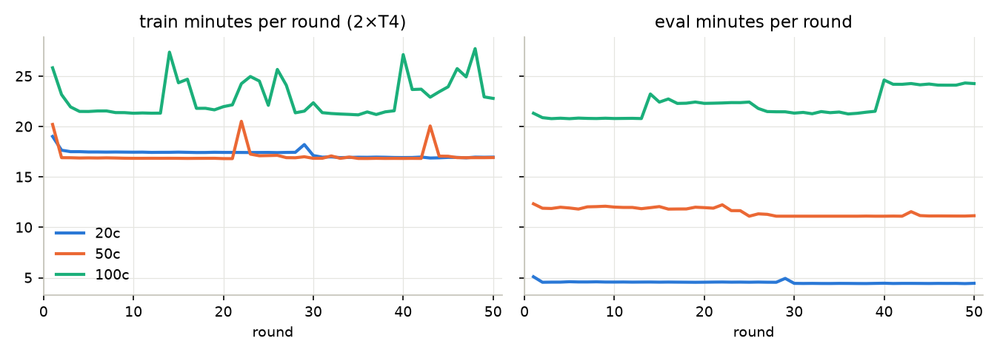 train minutes per round (2×T4)
25
20
15
10
5
20c
50c
100c
0 10 20 30 40 50
round
eval minutes per round
0 10 20 30 40 50
round